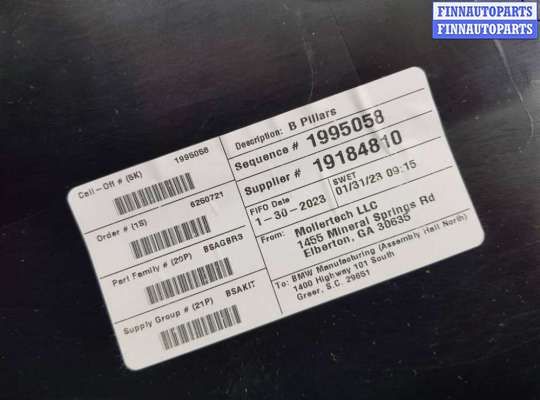 FINNAUTOPARTS
FINNAUTOPARTS
Call-Off # (5K) 1995058
Order # (1S) 6250721
Part Family # (20P) BSAGBR3
Supply Group # (21P) BSAKIT
Description: B Pillars
Sequence # 1995058
Supplier # 19184810
FIFO Date SWET
1-30-2023 01/31/23 09:15
From: Mollertech LLC
1455 Mineral Springs Rd
Elberton, GA 30635
To: BMW Manufacturing (Assembly Hall North)
1400 Highway 101 South
Greer, S.C. 29651